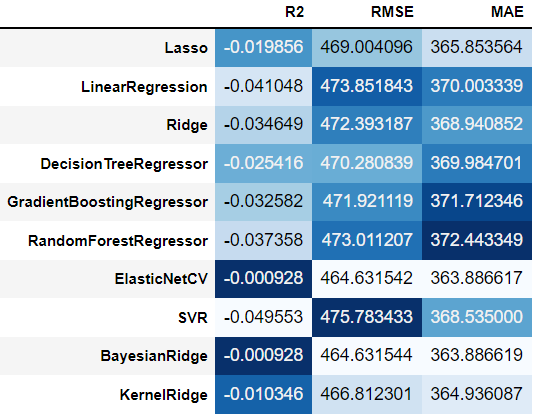 R2 RMSE MAE
Lasso -0.019856 469.004096 365.853564
LinearRegression -0.041048 473.851843 370.003339
Ridge -0.034649 472.393187 368.940852
DecisionTreeRegressor -0.025416 470.280839 369.984701
GradientBoostingRegressor -0.032582 471.921119 371.712346
RandomForestRegressor -0.037358 473.011207 372.443349
ElasticNetCV -0.000928 464.631542 363.886617
SVR -0.049553 475.783433 368.535000
BayesianRidge -0.000928 464.631544 363.886619
KernelRidge -0.010346 466.812301 364.936087